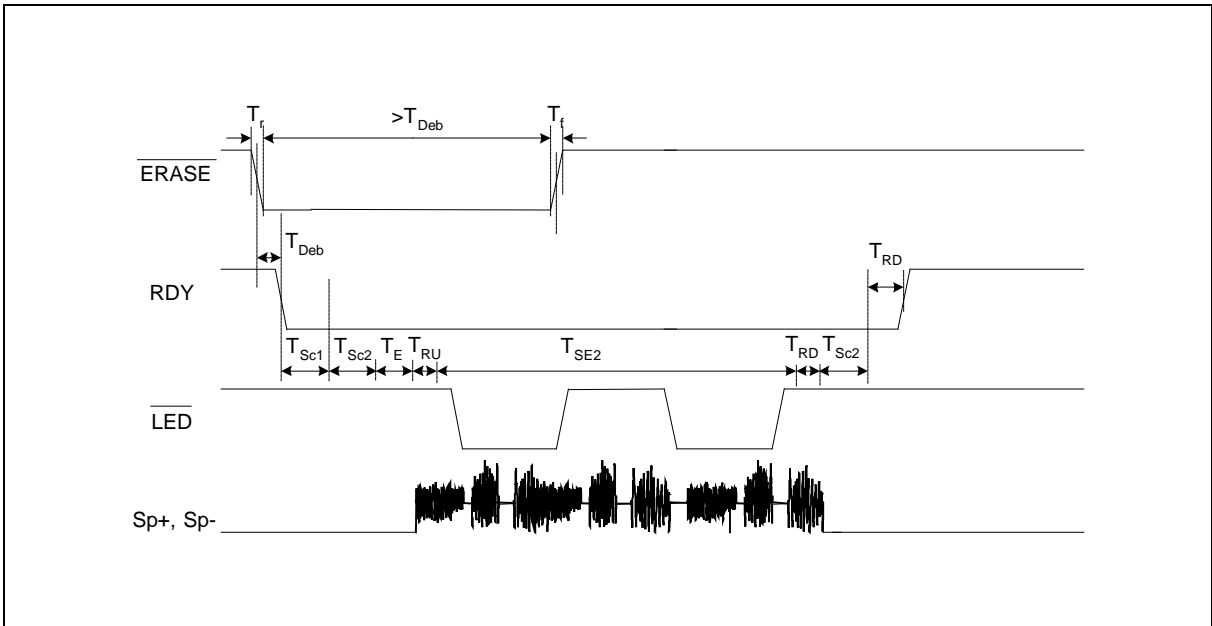 Tr >TDeb Tf
ERASE
TDeb
TRD
RDY
TSc1 TSc2 TE TRU TSE2 TRD TSc2
LED
Sp+, Sp-